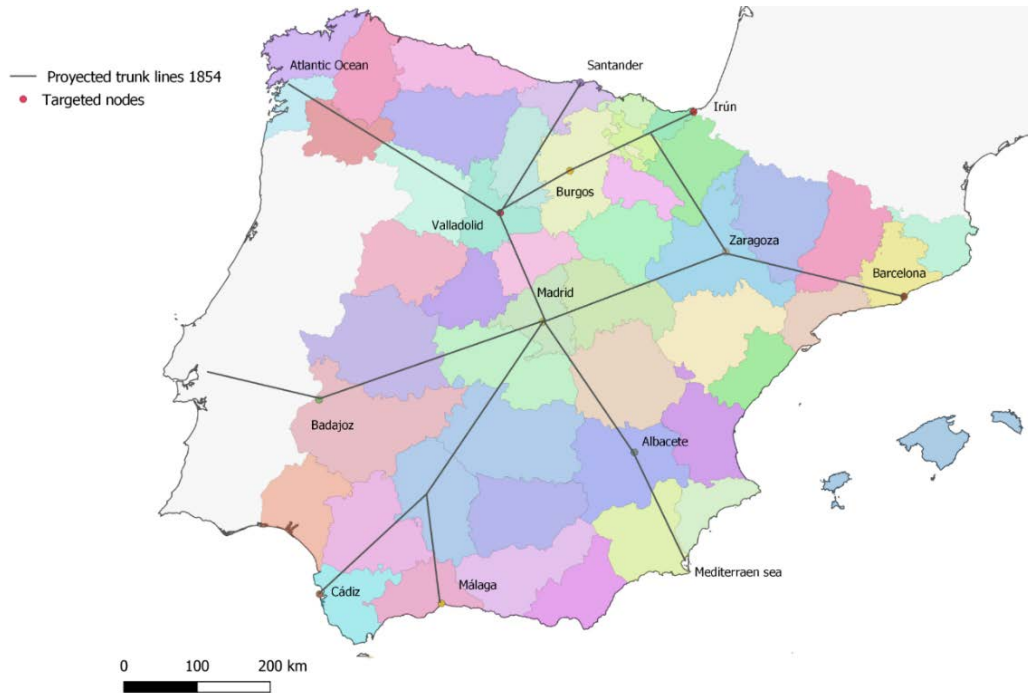 Atlantic Ocean
Santander
Proyected trunk lines 1854
Targeted nodes
Irún
Burgos
Valladolid
Zaragoza
Barcelona
Madrid
Badajoz
Albacete
Mediterraen sea
Cádiz
Málaga
0 100 200 km